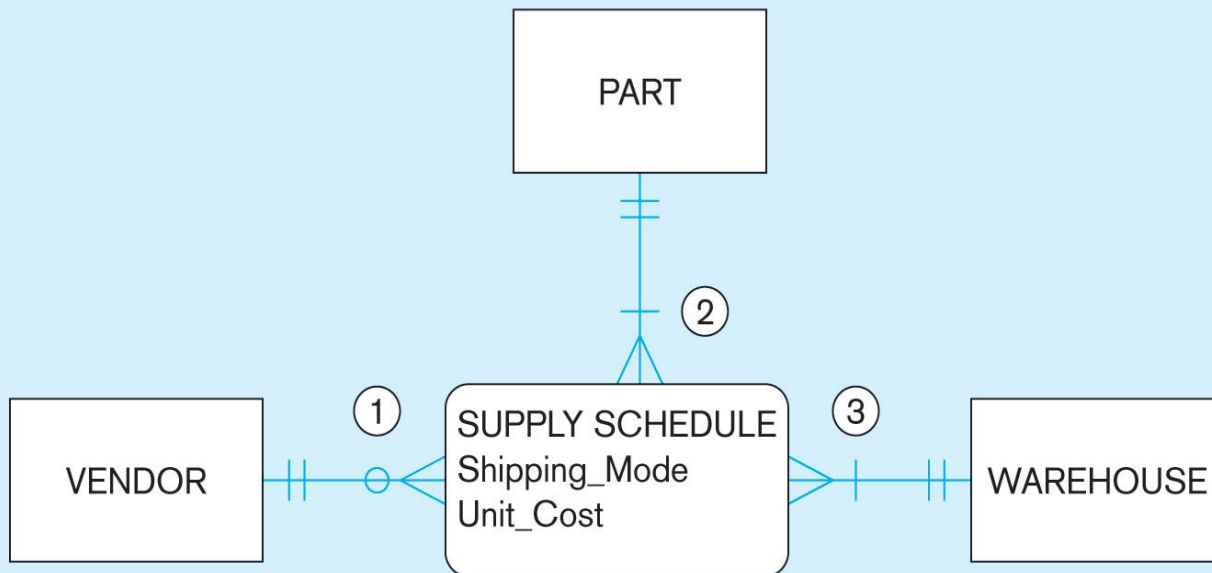 PART
2
1
3
VENDOR
SUPPLY SCHEDULE
Shipping_Mode
Unit_Cost
WAREHOUSE